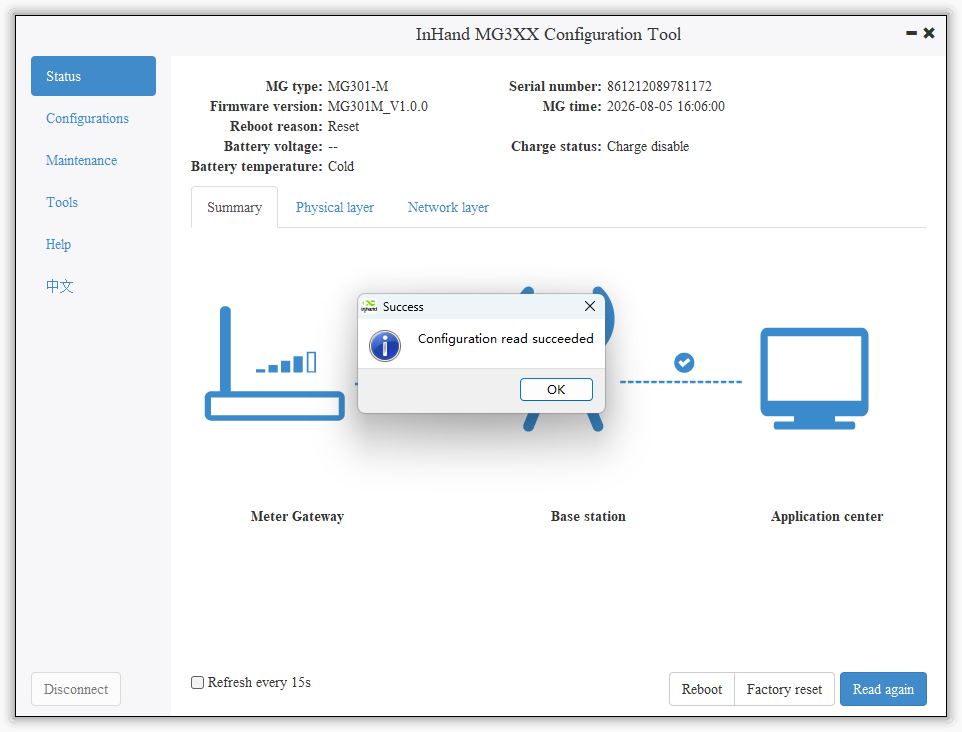 InHand MG3XX Configuration Tool
Status
Configurations
Maintenance
Tools
Help
中文
Disconnect
MG type: MG301-M
Serial number: 861212089781172
Firmware version: MG301M_V1.0.0
MG time: 2026-08-05 16:06:00
Reboot reason: Reset
Battery voltage: --
Charge status: Charge disable
Battery temperature: Cold
Summary
Physical layer
Network layer
inhand
Success
Configuration read succeeded
OK
Meter Gateway
Base station
Application center
Refresh every 15s
Reboot
Factory reset
Read again